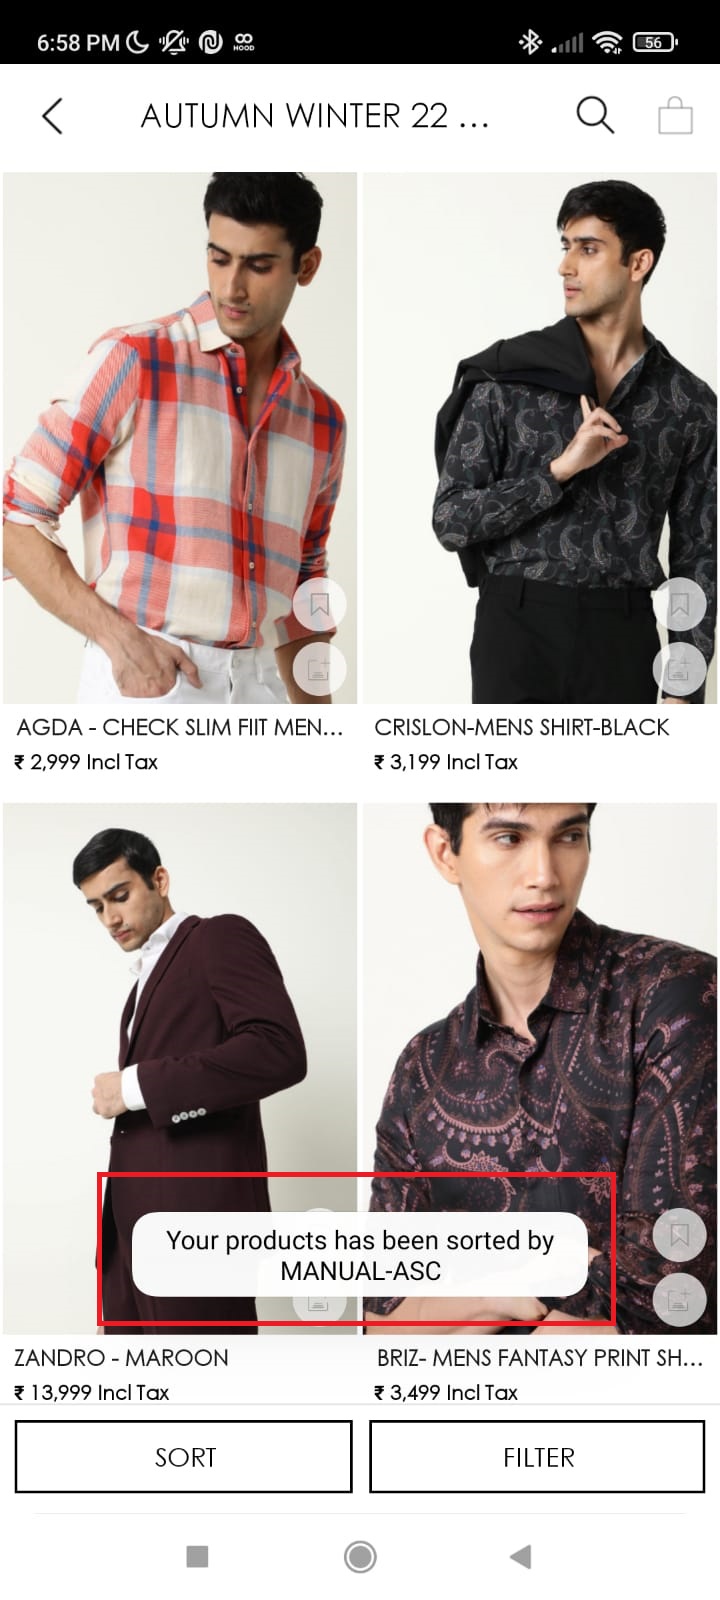 6:58 PM
HOOD
56
AUTUMN WINTER 22 ...
AGDA - CHECK SLIM FIIT MEN...
₹ 2,999 Incl Tax
CRISLON-MENS SHIRT-BLACK
₹ 3,199 Incl Tax
Your products has been sorted by
MANUAL-ASC
ZANDRO - MAROON
₹ 13,999 Incl Tax
BRIZ- MENS FANTASY PRINT SH...
₹ 3,499 Incl Tax
SORT
FILTER